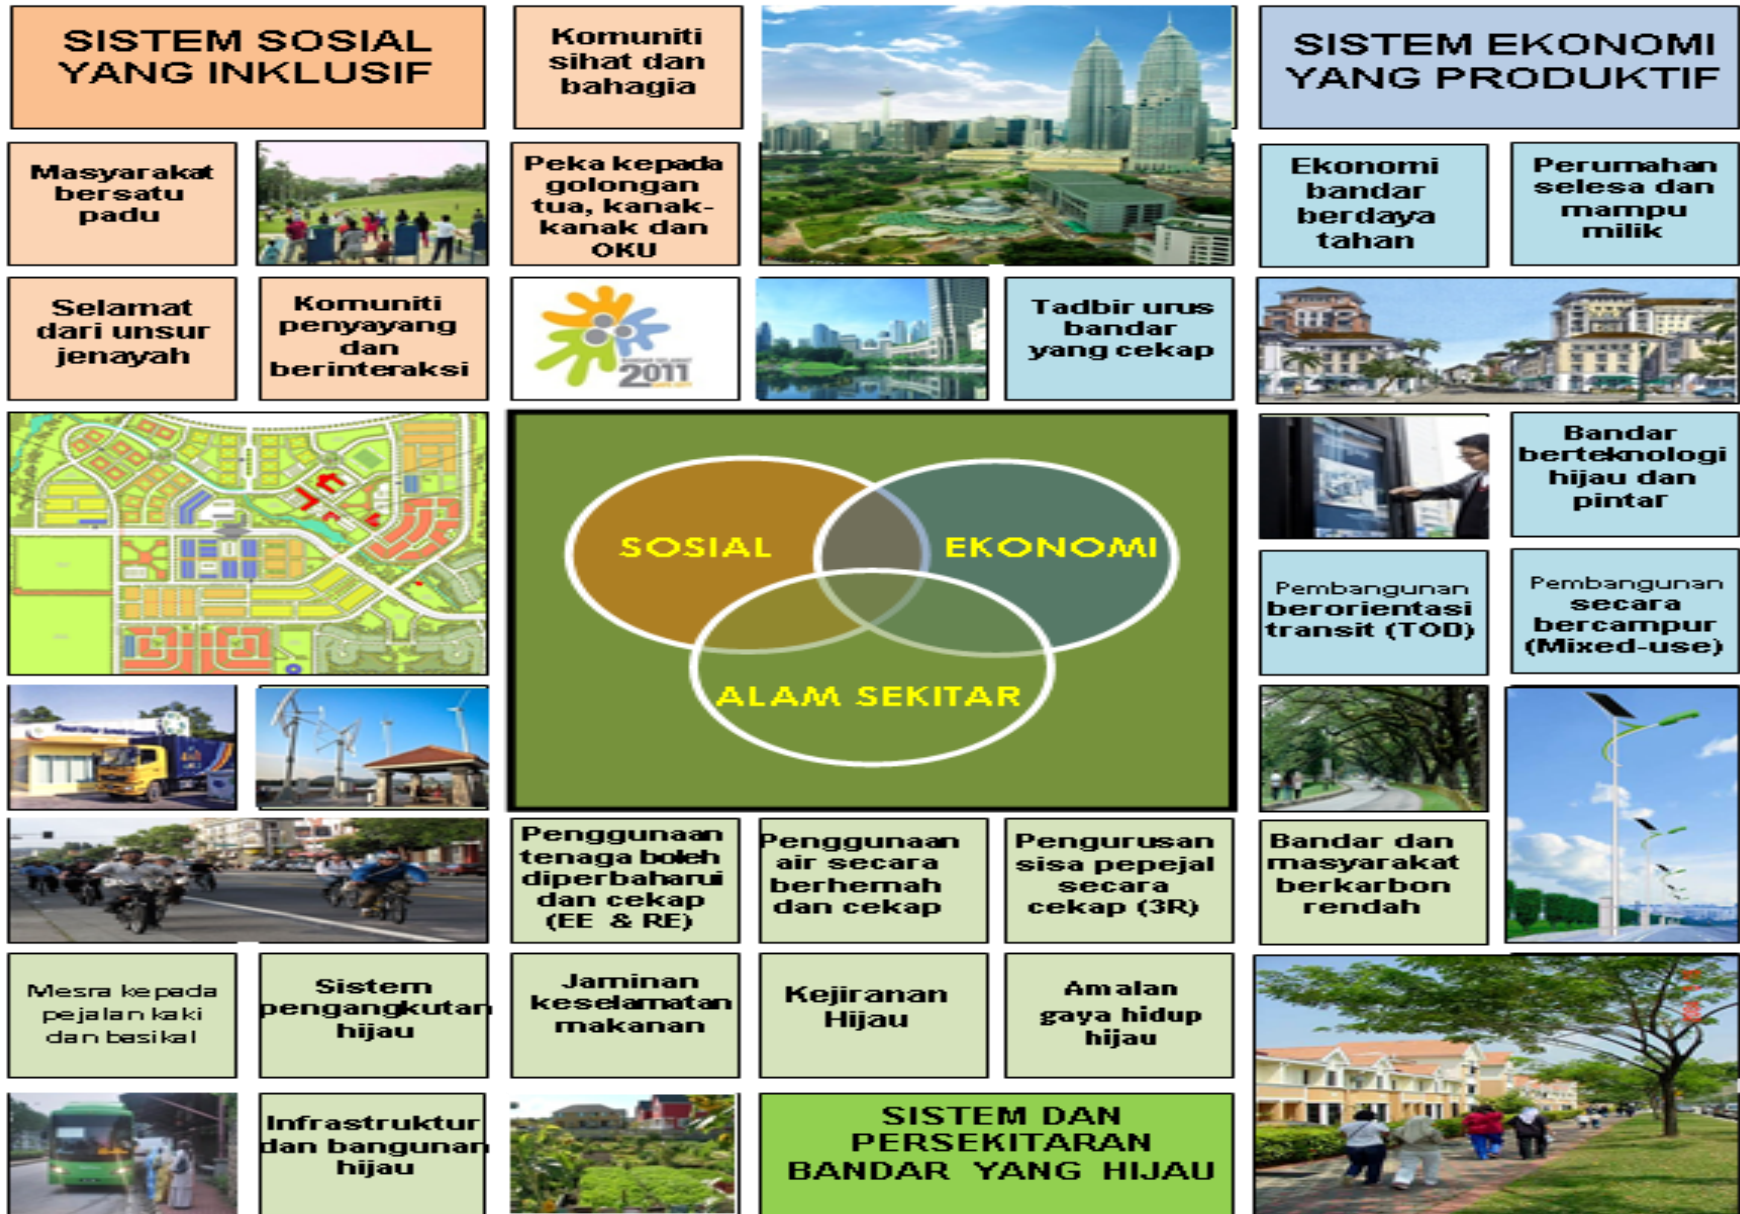 SISTEM SOSIAL
YANG INKLUSIF
Komuniti
sihat dan
bahagia
SISTEM EKONOMI
YANG PRODUKTIF
Masyarakat
bersatu
padu
Peka kepada
golongan
tua, kanak-
kanak dan
OKU
Ekonomi
bandar
berdaya
tahan
Perumahan
selesa dan
mampu
milik
Selamat
dari unsur
jenayah
Komuniti
penyayang
dan
berinteraksi
2011
Tadbir urus
bandar
yang cekap
SOSIAL
EKONOMI
ALAM SEKITAR
Bandar
berteknologi
hijau dan
pintar
Pembangunan
berorientasi
transit (TOD)
Pembangunan
secara
bercampur
(Mixed-use)
Penggunaan
tenaga boleh
diperbaharui
dan cekap
(EE & RE)
Penggunaan
air secara
berhemah
dan cekap
Pengurusan
sisa pepejal
secara
cekap (3R)
Bandar dan
masyarakat
berkarbon
rendah
Mesra kepada
pejalan kaki
dan basikal
Sistem
pengangkutan
hijau
Jaminan
keselamatan
makanan
Kejiranan
Hijau
Amalan
gaya hidup
hijau
Infrastruktur
dan bangunan
hijau
SISTEM DAN
PERSEKITARAN
BANDAR YANG HIJAU